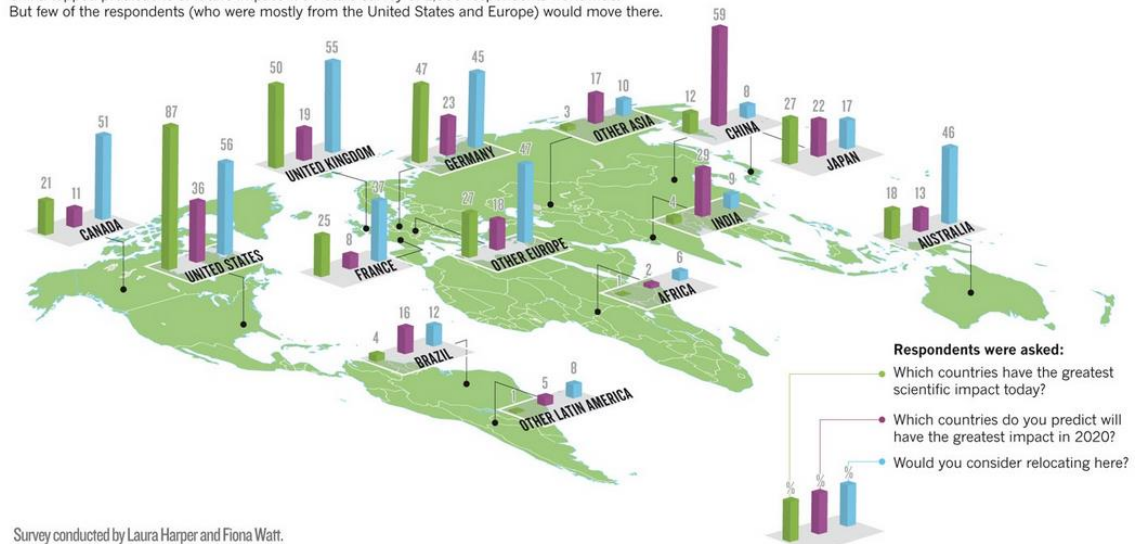 But few of the respondents (who were mostly from the United States and Europe) would move there.
59
55
50
47
45
17
10
3
12
8
27
22
17
OTHER ASIA
CHINA
JAPAN
87
51
56
19
23
47
46
UNITED KINGDOM
GERMANY
21
11
36
29
9
4
18
13
CANADA
UNITED STATES
37
25
8
27
18
INDIA
AUSTRALIA
FRANCE
OTHER EUROPE
1
2
6
AFRICA
4
16
12
BRAZIL
1
5
8
OTHER LATIN AMERICA
Respondents were asked:
Which countries have the greatest
scientific impact today?
Which countries do you predict will
have the greatest impact in 2020?
Would you consider relocating here?
%
%
%
Survey conducted by Laura Harper and Fiona Watt.